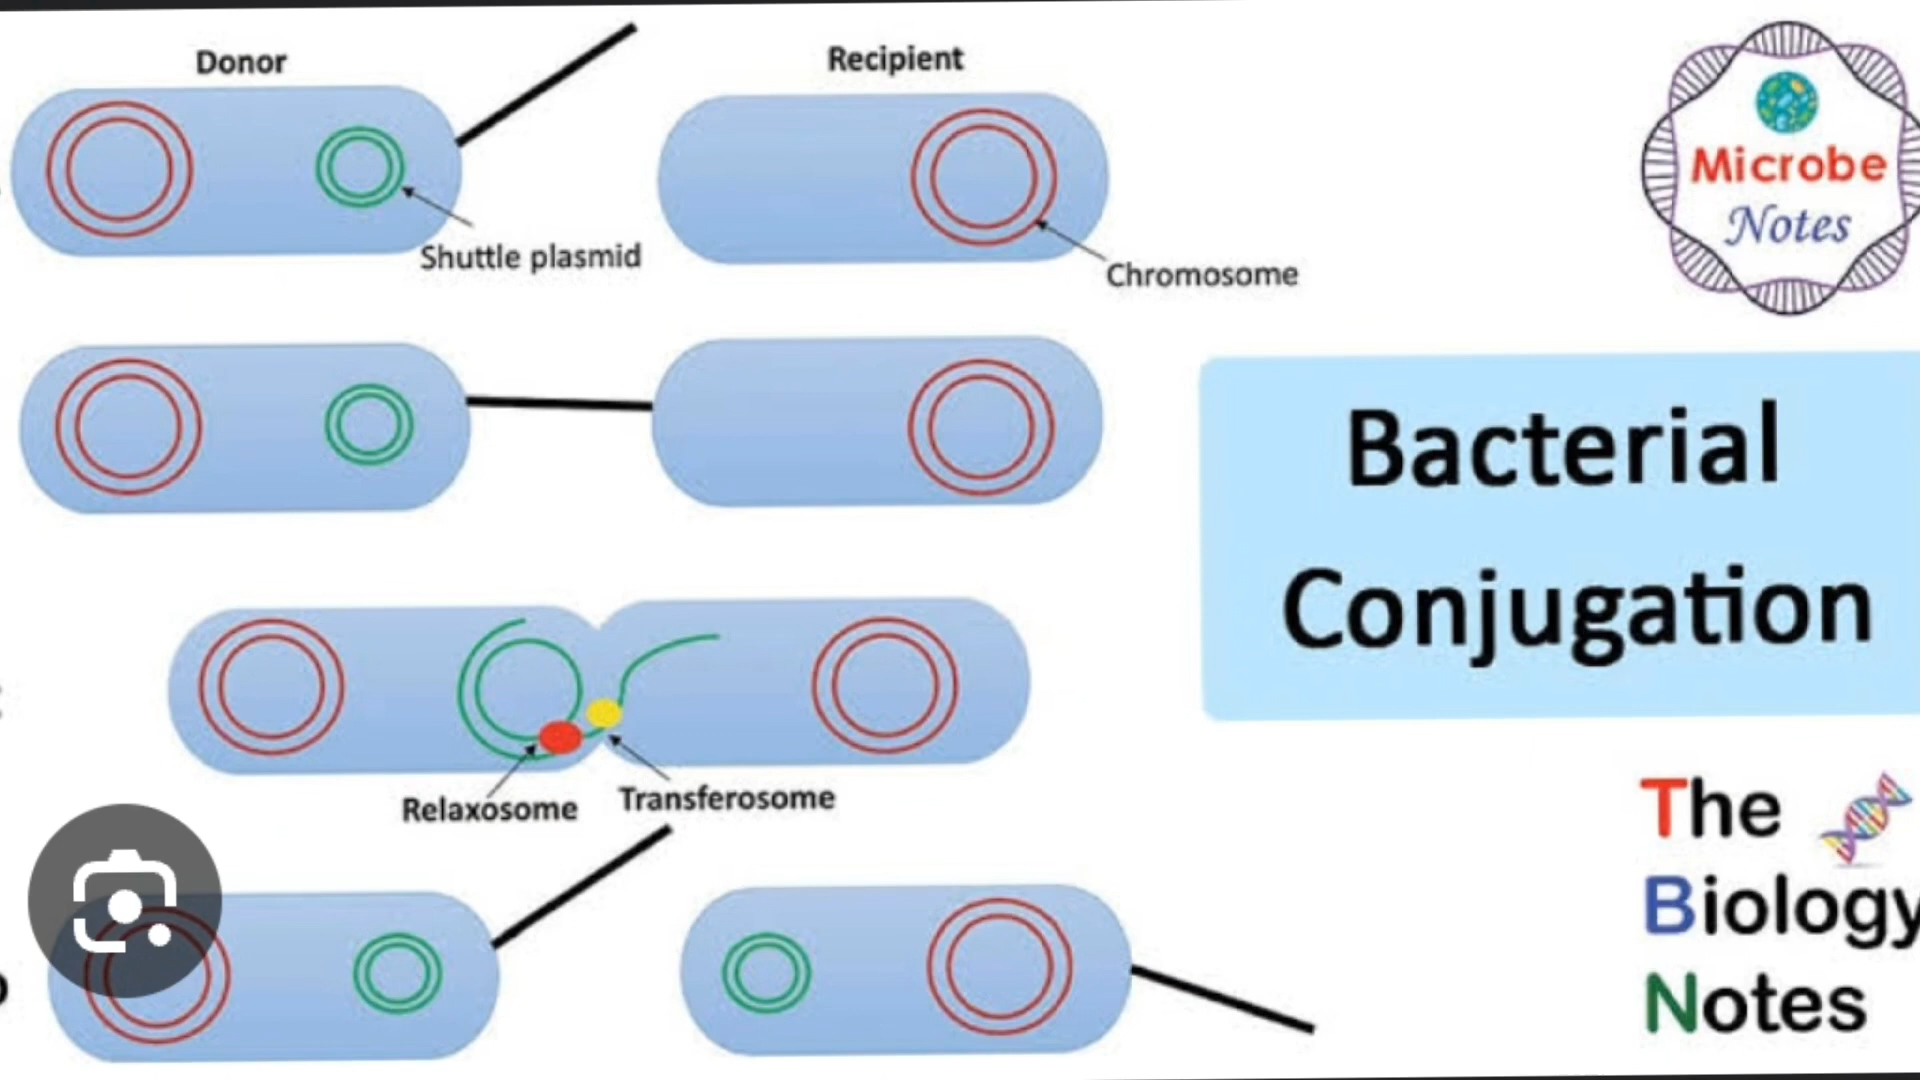 Donor
Recipient
Shuttle plasmid
Chromosome
Microbe
Notes
Bacterial
Conjugation
Relaxosome
Transferosome
The
Biology
Notes